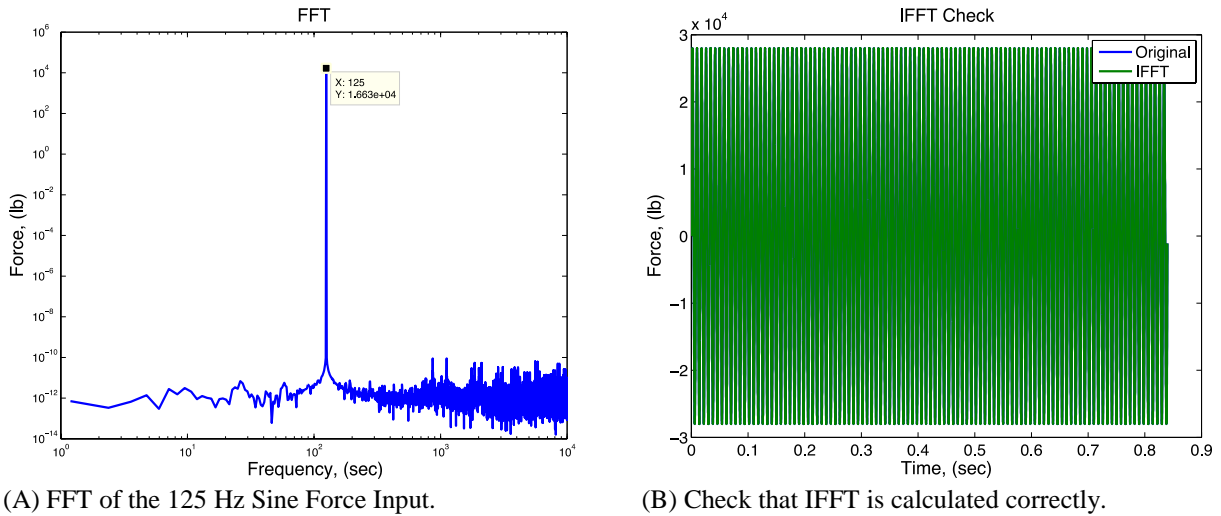 FFT
10^6
10^4
10^2
10^0
10^−2
10^−4
10^−6
10^−8
10^−10
10^−12
10^−14
Force, (lb)
X: 125
Y: 1.663e+04
10^0
10^1
10^2
10^3
10^4
Frequency, (sec)
(A) FFT of the 125 Hz Sine Force Input.
IFFT Check
x 10^4
3
2
1
0
−1
−2
−3
Force, (lb)
Original
IFFT
0
0.1
0.2
0.3
0.4
0.5
0.6
0.7
0.8
0.9
Time, (sec)
(B) Check that IFFT is calculated correctly.